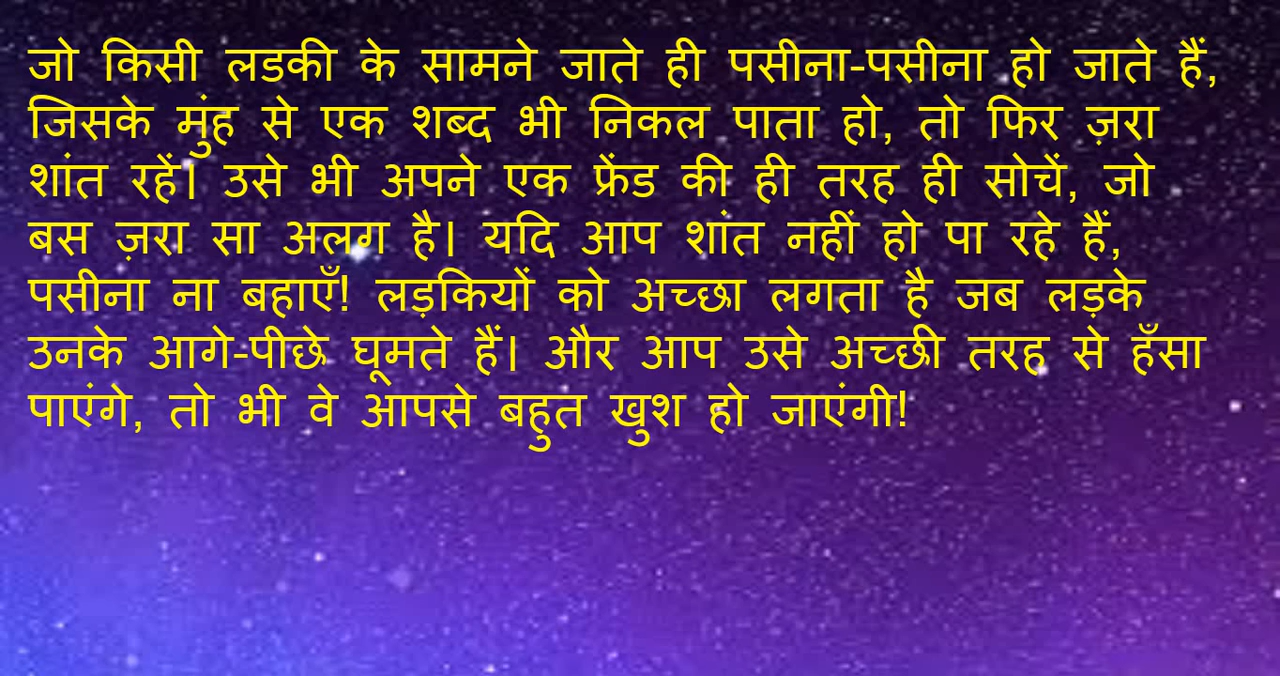 जो किसी लडकी के सामने जाते ही पसीना-पसीना हो जाते हैं,
जिसके मुंह से एक शब्द भी निकल पाता हो, तो फिर ज़रा
शांत रहें। उसे भी अपने एक फ्रेंड की ही तरह ही सोचें, जो
बस ज़रा सा अलग है। यदि आप शांत नहीं हो पा रहे हैं,
पसीना ना बहाएँ! लड़कियों को अच्छा लगता है जब लड़के
उनके आगे-पीछे घूमते हैं। और आप उसे अच्छी तरह से हँसा
पाएंगे, तो भी वे आपसे बहुत खुश हो जाएंगी!